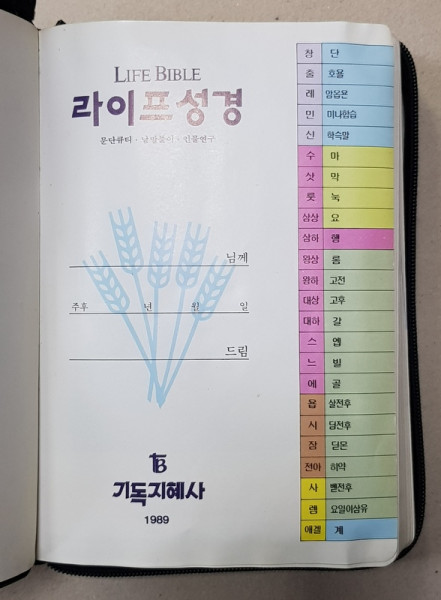 LIFE BIBLE
라이프성경
문단큐티 · 낱말풀이 · 인물연구
님께
주후 년 월 일
드림
기독지혜사
1989
창 단
출 호욜
레 암옵욘
민 미나합습
신 학슥말
수 마
삿 막
룻 눅
삼상 요
삼하 행
왕상 롬
왕하 고전
대상 고후
대하 갈
스 엡
느 빌
에 골
욥 살전후
시 딤전후
잠 딛몬
전아 히약
사 벧전후
렘 요일이삼유
애겔 계